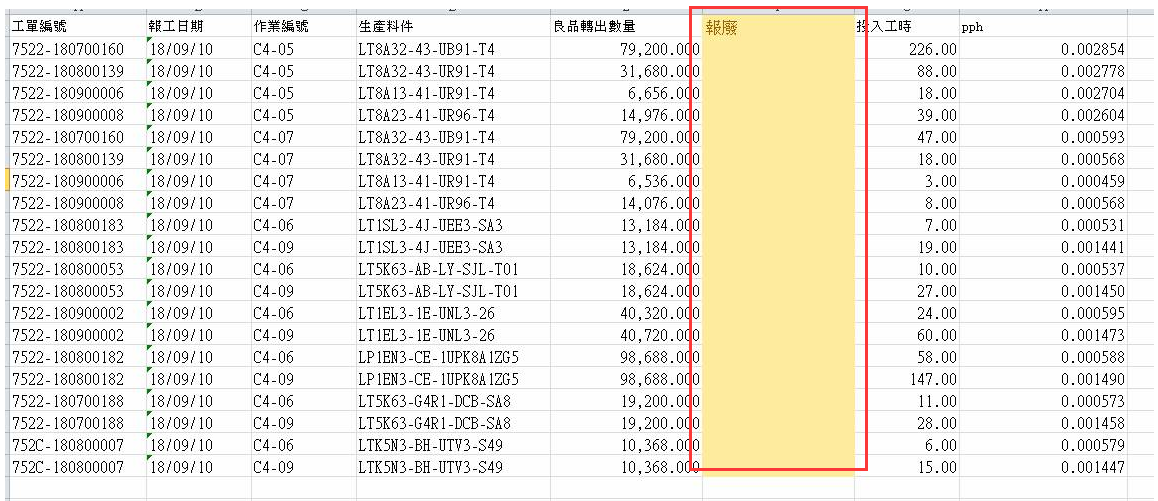 工單編號 報工日期 作業編號 生產料件 良品轉出數量 報廢 投入工時 pph
7522-180700160 18/09/10 C4-05 LT8A32-43-UB91-T4 79,200.000 226.00 0.002854
7522-180800139 18/09/10 C4-05 LT8A32-43-UR91-T4 31,680.000 88.00 0.002778
7522-180900006 18/09/10 C4-05 LT8A13-41-UR91-T4 6,656.000 18.00 0.002704
7522-180900008 18/09/10 C4-05 LT8A23-41-UR96-T4 14,976.000 39.00 0.002604
7522-180700160 18/09/10 C4-07 LT8A32-43-UB91-T4 79,200.000 47.00 0.000593
7522-180800139 18/09/10 C4-07 LT8A32-43-UR91-T4 31,680.000 18.00 0.000568
7522-180900006 18/09/10 C4-07 LT8A13-41-UR91-T4 6,536.000 3.00 0.000459
7522-180900008 18/09/10 C4-07 LT8A23-41-UR96-T4 14,076.000 8.00 0.000568
7522-180800183 18/09/10 C4-06 LT1SL3-4J-UEE3-SA3 13,184.000 7.00 0.000531
7522-180800183 18/09/10 C4-09 LT1SL3-4J-UEE3-SA3 13,184.000 19.00 0.001441
7522-180800053 18/09/10 C4-06 LT5K63-AB-LY-SJL-T01 18,624.000 10.00 0.000537
7522-180800053 18/09/10 C4-09 LT5K63-AB-LY-SJL-T01 18,624.000 27.00 0.001450
7522-180900002 18/09/10 C4-06 LT1EL3-1E-UNL3-26 40,320.000 24.00 0.000595
7522-180900002 18/09/10 C4-09 LT1EL3-1E-UNL3-26 40,720.000 60.00 0.001473
7522-180800182 18/09/10 C4-06 LP1EN3-CE-1UPK8A1ZG5 98,688.000 58.00 0.000588
7522-180800182 18/09/10 C4-09 LP1EN3-CE-1UPK8A1ZG5 98,688.000 147.00 0.001490
7522-180700188 18/09/10 C4-06 LT5K63-G4R1-DCB-SA8 19,200.000 11.00 0.000573
7522-180700188 18/09/10 C4-09 LT5K63-G4R1-DCB-SA8 19,200.000 28.00 0.001458
752C-180800007 18/09/10 C4-06 LTK5N3-BH-UTV3-S49 10,368.000 6.00 0.000579
752C-180800007 18/09/10 C4-09 LTK5N3-BH-UTV3-S49 10,368.000 15.00 0.001447